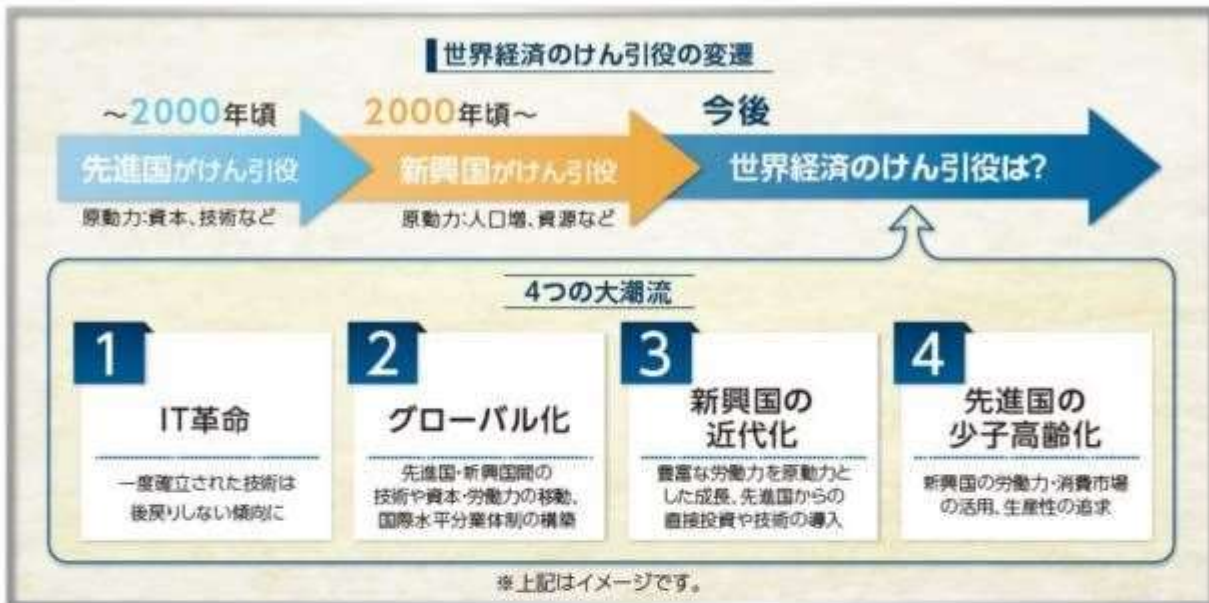 世界経済のけん引役の変遷
～2000年頃
先進国がけん引役
原動力:資本、技術など
2000年頃～
新興国がけん引役
原動力:人口増、資源など
今後
世界経済のけん引役は?
4つの大潮流
1
IT革命
一度確立された技術は
後戻りしない傾向に
2
グローバル化
先進国・新興国間の
技術や資本・労働力の移動、
国際水平分業体制の構築
3
新興国の
近代化
豊富な労働力を原動力と
した成長、先進国からの
直接投資や技術の導入
4
先進国の
少子高齢化
新興国の労働力・消費市場
の活用、生産性の追求
※上記はイメージです。